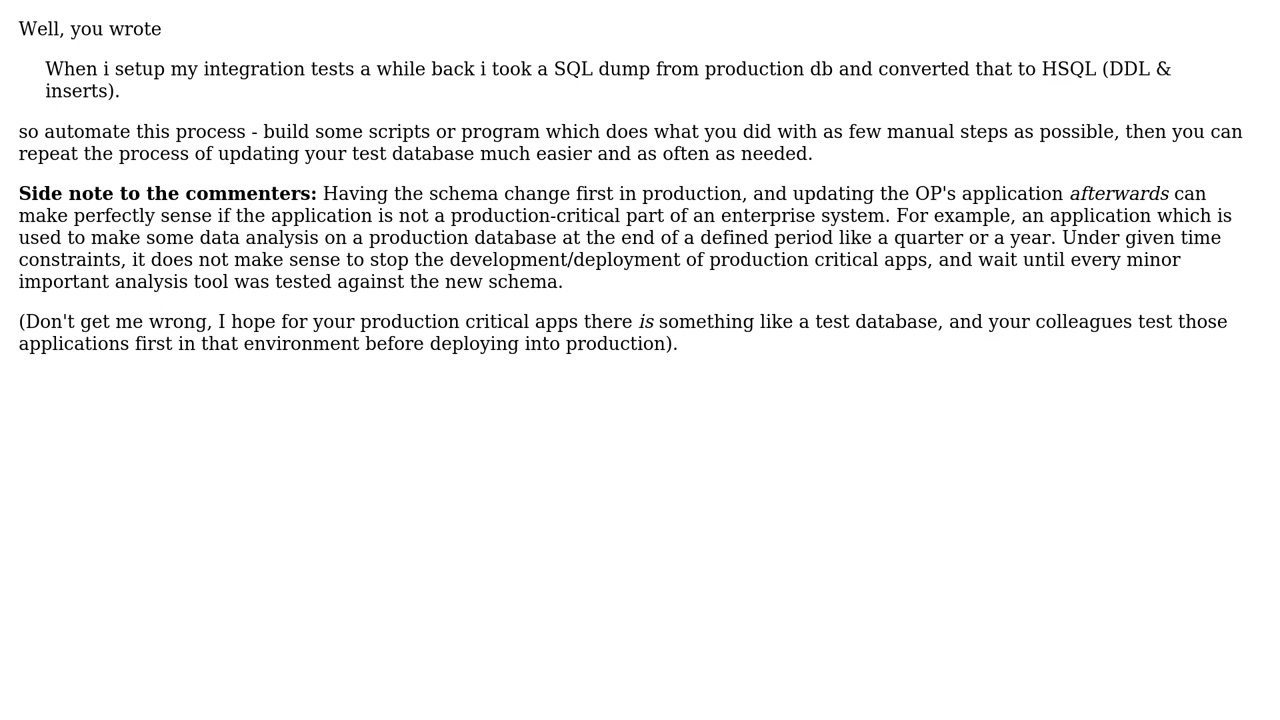 Well, you wrote
When i setup my integration tests a while back i took a SQL dump from production db and converted that to HSQL (DDL &
inserts).
so automate this process - build some scripts or program which does what you did with as few manual steps as possible, then you can
repeat the process of updating your test database much easier and as often as needed.
Side note to the commenters: Having the schema change first in production, and updating the OP's application afterwards can
make perfectly sense if the application is not a production-critical part of an enterprise system. For example, an application which is
used to make some data analysis on a production database at the end of a defined period like a quarter or a year. Under given time
constraints, it does not make sense to stop the development/deployment of production critical apps, and wait until every minor
important analysis tool was tested against the new schema.
(Don't get me wrong, I hope for your production critical apps there is something like a test database, and your colleagues test those
applications first in that environment before deploying into production).